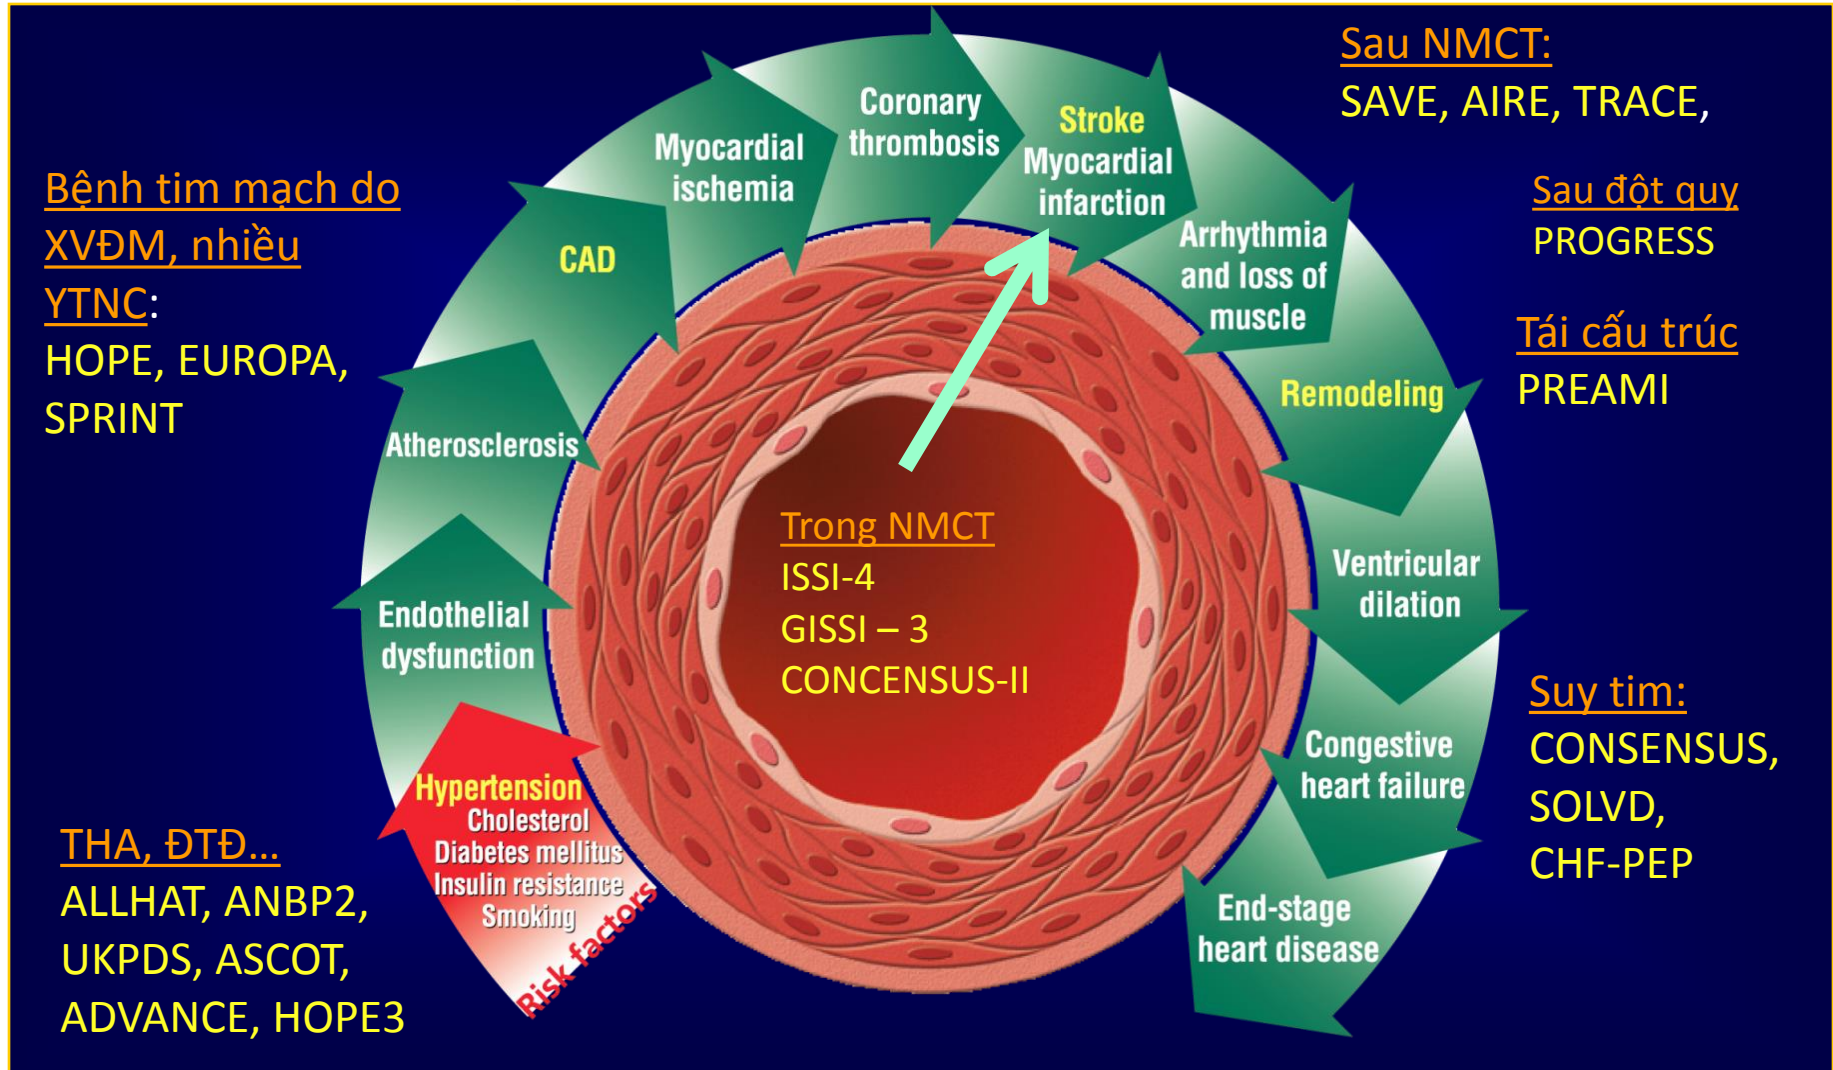 Sau NMCT:
SAVE, AIRE, TRACE,
Sau đột quỵ
PROGRESS
Tái cấu trúc
PREAMI
Suy tim:
CONSENSUS,
SOLVD,
CHF-PEP
Bệnh tim mạch do
XVĐM, nhiều
YTNC:
HOPE, EUROPA,
SPRINT
THA, ĐTĐ...
ALLHAT, ANBP2,
UKPDS, ASCOT,
ADVANCE, HOPE3
Risk factors
Hypertension
Cholesterol
Diabetes mellitus
Insulin resistance
Smoking
Endothelial
dysfunction
Atherosclerosis
CAD
Myocardial
ischemia
Coronary
thrombosis
Stroke
Myocardial
infarction
Arrhythmia
and loss of
muscle
Remodeling
Ventricular
dilation
Congestive
heart failure
End-stage
heart disease
Trong NMCT
ISSI-4
GISSI – 3
CONCENSUS-II